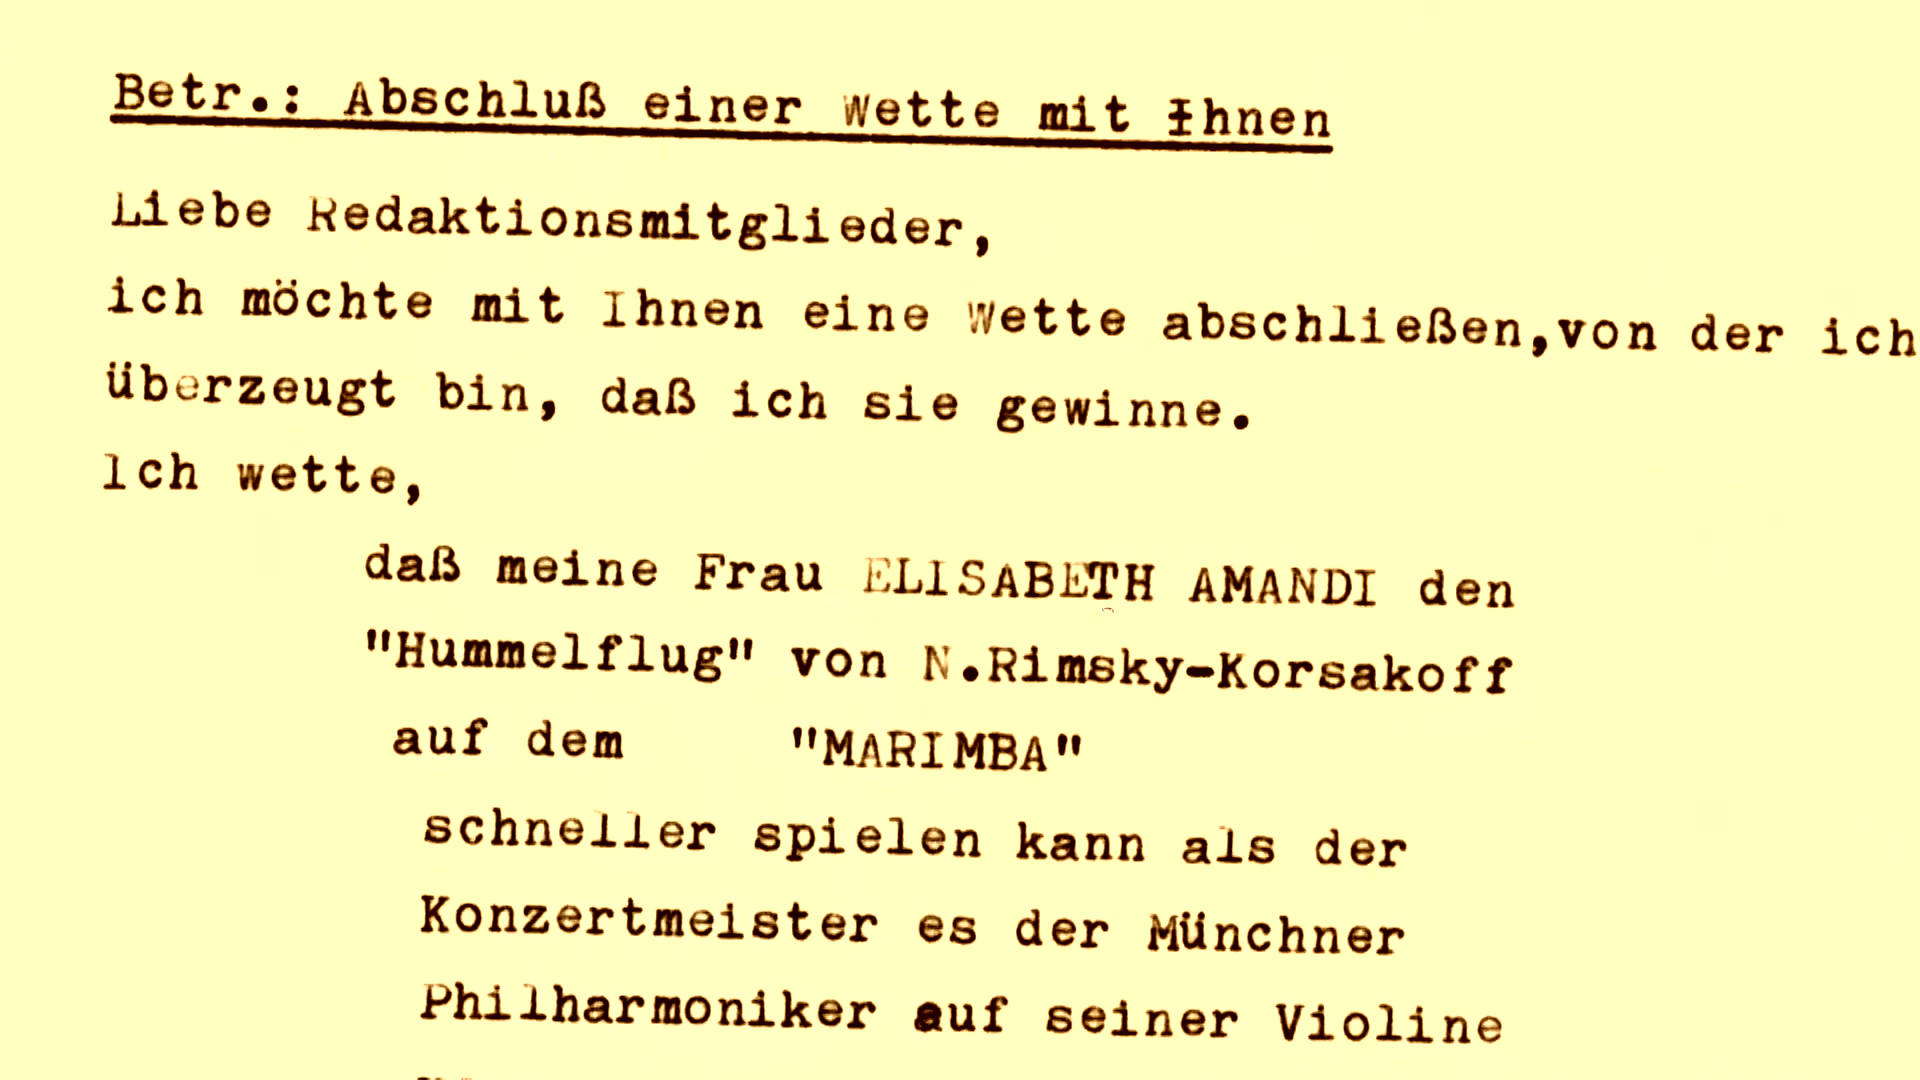 Betr.: Abschluß einer Wette mit Ihnen
Liebe Redaktionsmitglieder,
ich möchte mit Ihnen eine Wette abschließen,von der ich
überzeugt bin, daß ich sie gewinne.
Ich wette,
daß meine Frau ELISABETH AMANDI den
"Hummelflug" von N.Rimsky-Korsakoff
auf dem "MARIMBA"
schneller spielen kann als der
Konzertmeister es der Münchner
Philharmoniker auf seiner Violine